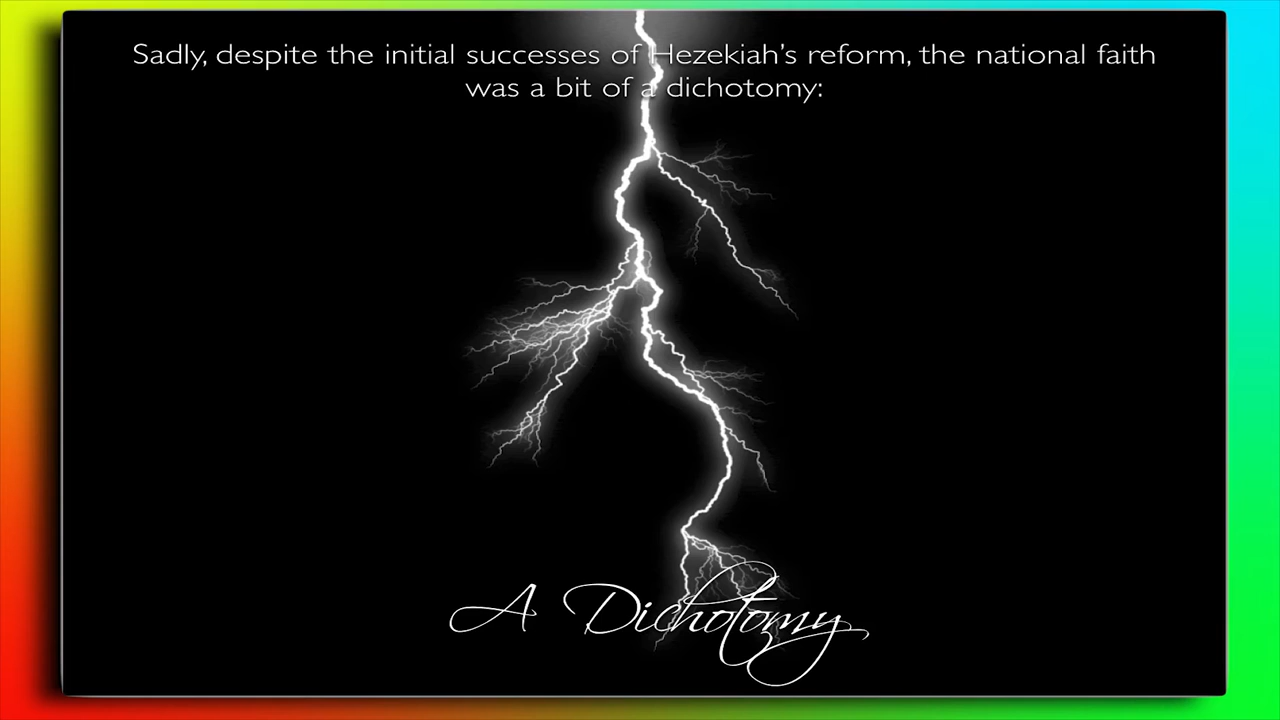 Sadly, despite the initial successes of Hezekiah's reform, the national faith
was a bit of a dichotomy:
A Dichotomy